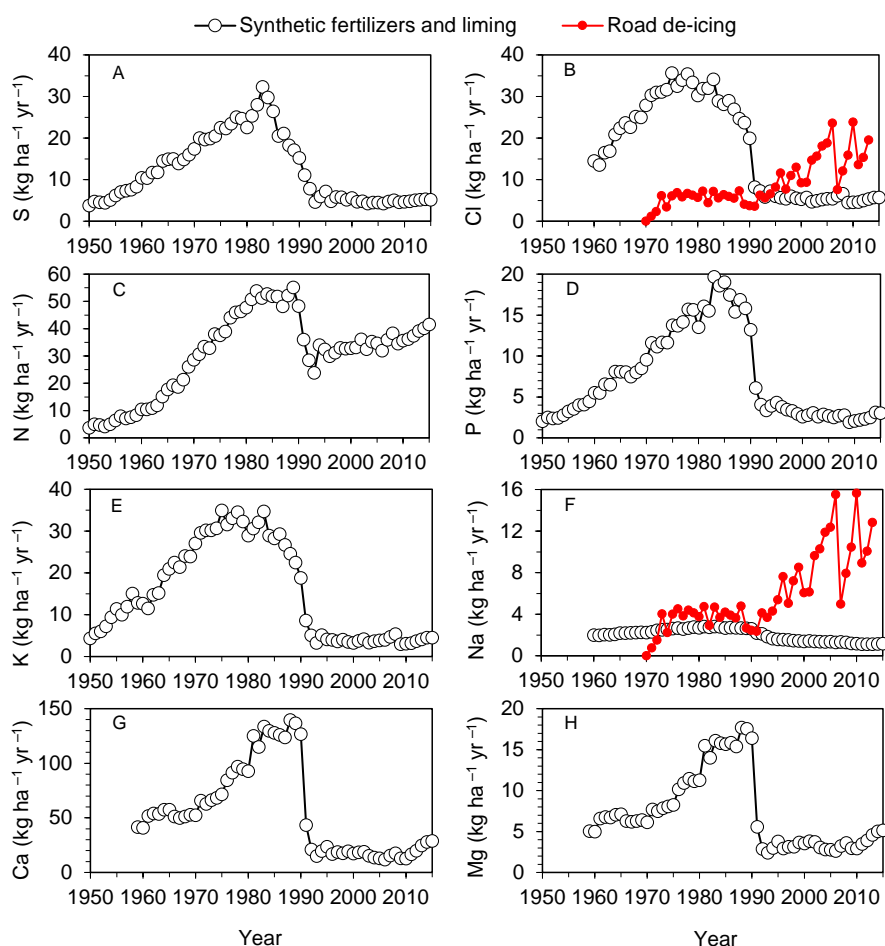 Synthetic fertilizers and liming Road de-icing
A
S (kg ha⁻¹ yr⁻¹)
40
30
20
10
0
1950 1960 1970 1980 1990 2000 2010
B
Cl (kg ha⁻¹ yr⁻¹)
40
30
20
10
0
1950 1960 1970 1980 1990 2000 2010
C
N (kg ha⁻¹ yr⁻¹)
60
50
40
30
20
10
0
1950 1960 1970 1980 1990 2000 2010
D
P (kg ha⁻¹ yr⁻¹)
20
15
10
5
0
1950 1960 1970 1980 1990 2000 2010
E
K (kg ha⁻¹ yr⁻¹)
40
30
20
10
0
1950 1960 1970 1980 1990 2000 2010
F
Na (kg ha⁻¹ yr⁻¹)
16
12
8
4
0
1950 1960 1970 1980 1990 2000 2010
G
Ca (kg ha⁻¹ yr⁻¹)
150
100
50
0
1950 1960 1970 1980 1990 2000 2010
Year
H
Mg (kg ha⁻¹ yr⁻¹)
20
15
10
5
0
1950 1960 1970 1980 1990 2000 2010
Year